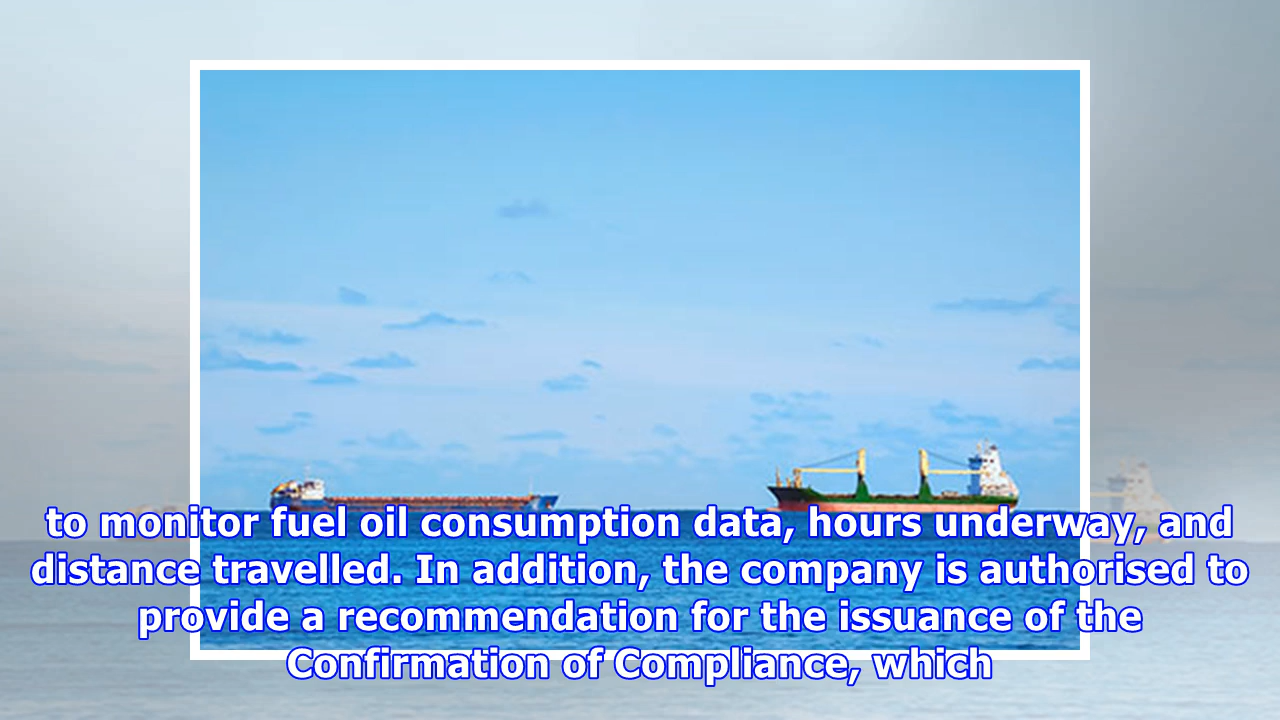 to monitor fuel oil consumption data, hours underway, and
distance travelled. In addition, the company is authorised to
provide a recommendation for the issuance of the
Confirmation of Compliance, which